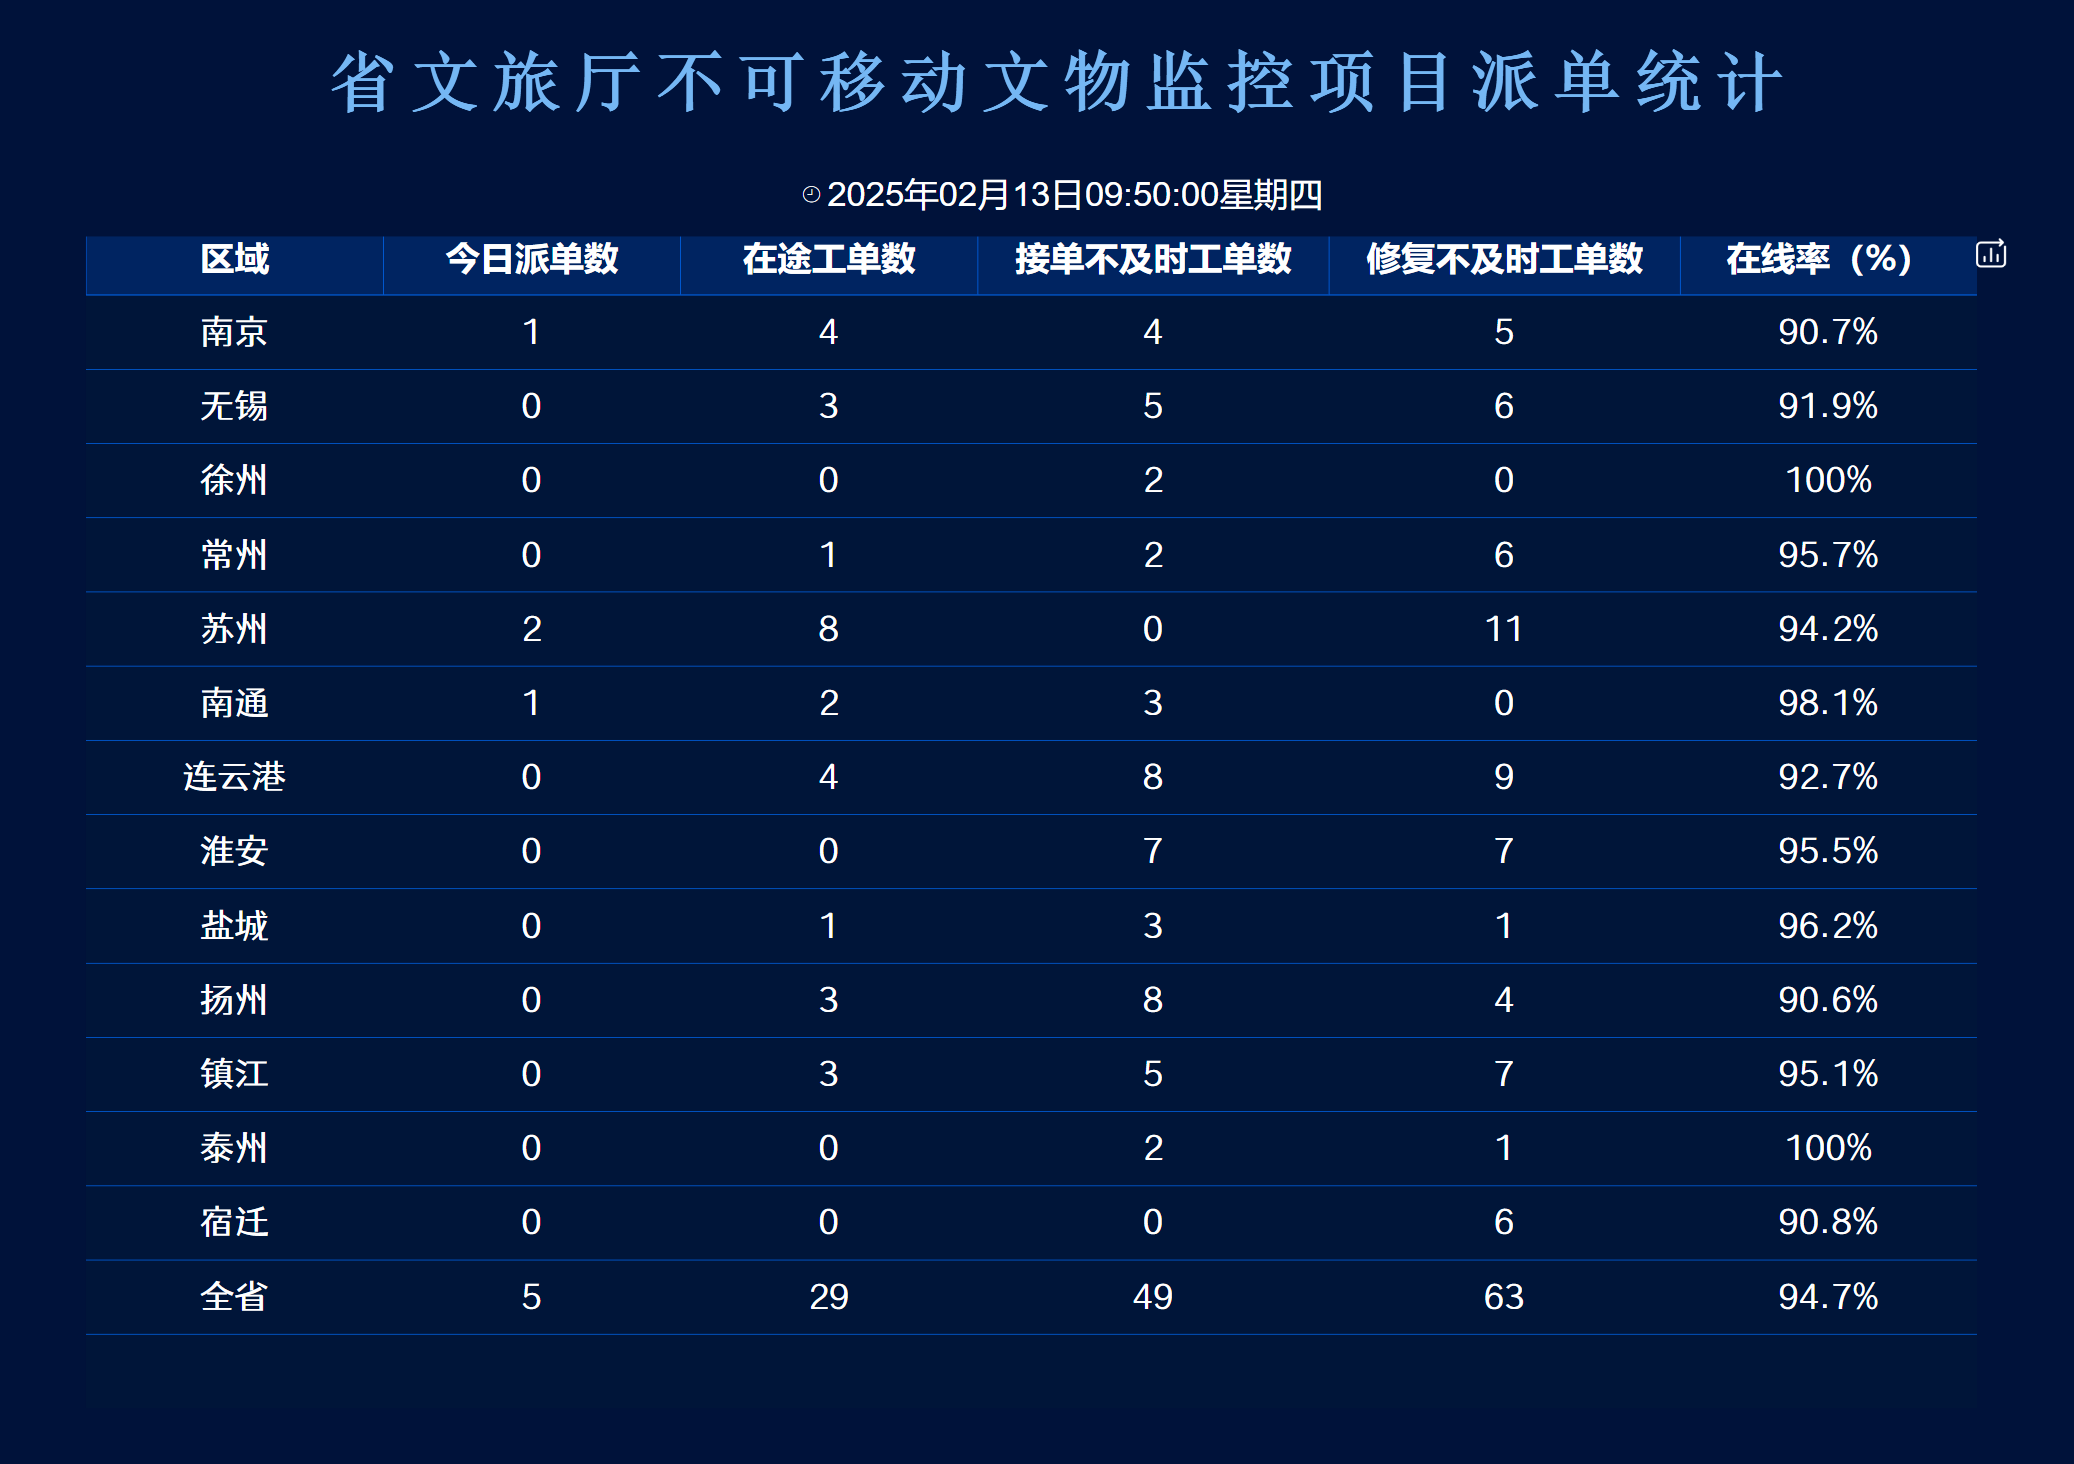 省文旅厅不可移动文物监控项目派单统计
2025年02月13日09:50:00星期四
区域 今日派单数 在途工单数 接单不及时工单数 修复不及时工单数 在线率（%）
南京 1 4 4 5 90.7%
无锡 0 3 5 6 91.9%
徐州 0 0 2 0 100%
常州 0 1 2 6 95.7%
苏州 2 8 0 11 94.2%
南通 1 2 3 0 98.1%
连云港 0 4 8 9 92.7%
淮安 0 0 7 7 95.5%
盐城 0 1 3 1 96.2%
扬州 0 3 8 4 90.6%
镇江 0 3 5 7 95.1%
泰州 0 0 2 1 100%
宿迁 0 0 0 6 90.8%
全省 5 29 49 63 94.7%